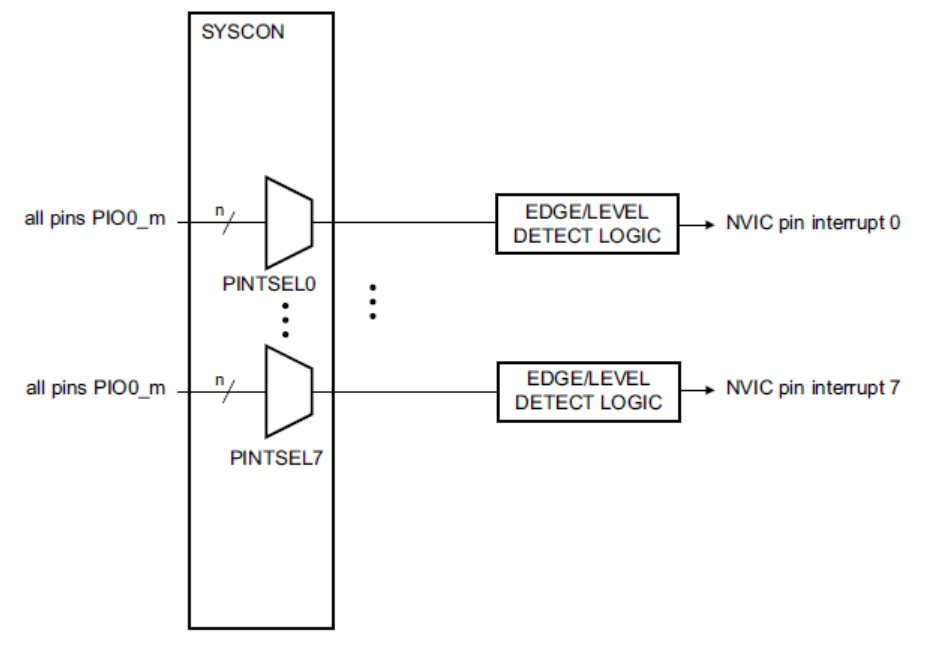 SYSCON
all pins PIO0_m
n
EDGE/LEVEL
DETECT LOGIC
NVIC pin interrupt 0
PINTSEL0
all pins PIO0_m
n
EDGE/LEVEL
DETECT LOGIC
NVIC pin interrupt 7
PINTSEL7